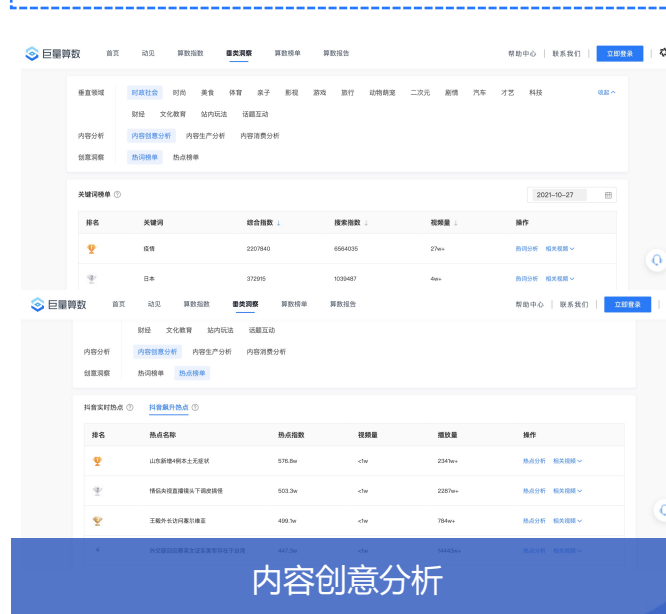 巨量算数 首页 动见 算数指数 垂类洞察 算数榜单 算数报告 帮助中心 | 联系我们 | 立即登录
垂直领域 时政社会 时尚 美食 体育 亲子 影视 游戏 旅行 动物萌宠 二次元 剧情 汽车 才艺 科技 收起
财经 文化教育 站内玩法 话题互动
内容分析 内容创意分析 内容生产分析 内容消费分析
创意洞察 热词榜单 热点榜单
关键词榜单 2021-10-27
排名 关键词 综合指数 ↓ 搜索指数 ↓ 视频量 ↓ 操作
疫情 2207840 6564035 27w+ 热词分析 相关视频
日本 372915 1039487 4w+ 热词分析 相关视频
巨量算数 首页 动见 算数指数 垂类洞察 算数榜单 算数报告 帮助中心 | 联系我们 | 立即登录
财经 文化教育 站内玩法 话题互动
内容分析 内容创意分析 内容生产分析 内容消费分析
创意洞察 热词榜单 热点榜单
抖音实时热点 抖音飙升热点
排名 热点名称 热点指数 视频量 播放量 操作
山东新增4例本土无症状 576.8w <1w 2341w+ 热点分析 相关视频
情侣央视直播镜头下调皮搞怪 503.3w <1w 2287w+ 热点分析 相关视频
王毅外长访问塞尔维亚 499.1w <1w 784w+ 热点分析 相关视频
内容创意分析